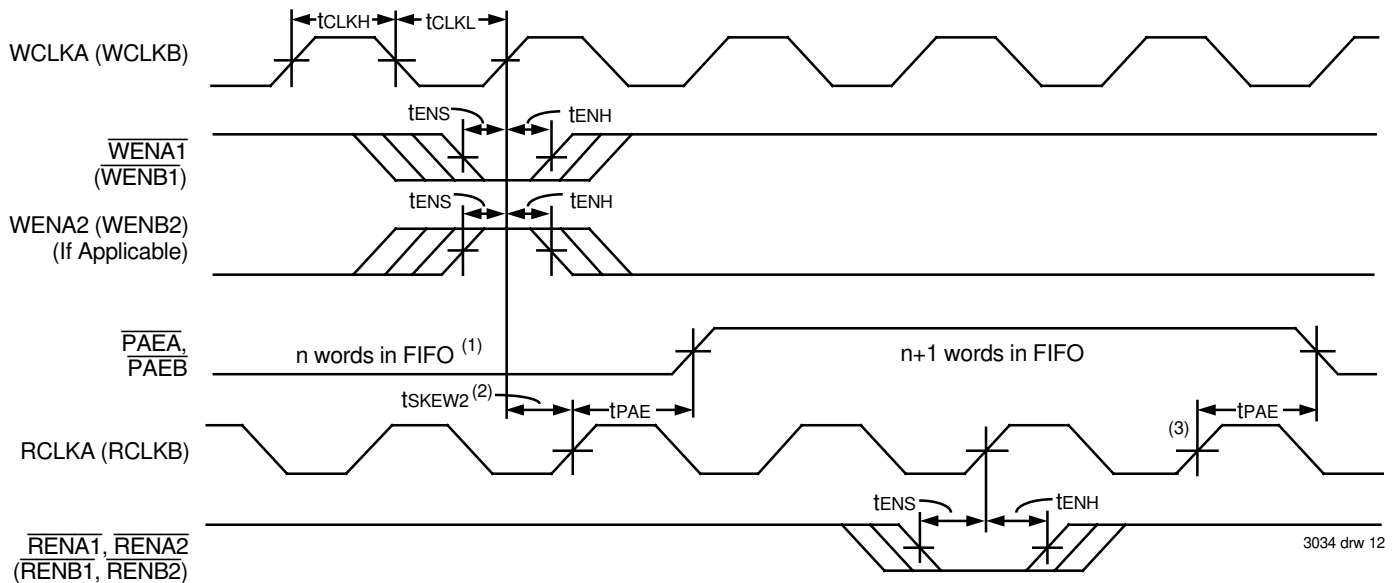 tCLKH tCLKL
WCLKA (WCLKB)
tENS tENH
WENA1
(WENB1)
tENS tENH
WENA2 (WENB2)
(If Applicable)
PAEA,
PAEB
n words in FIFO (1)
n+1 words in FIFO
tSKEW2 (2) tPAE tPAE
(3)
RCLKA (RCLKB)
tENS tENH
RENA1, RENA2
(RENB1, RENB2)
3034 drw 12